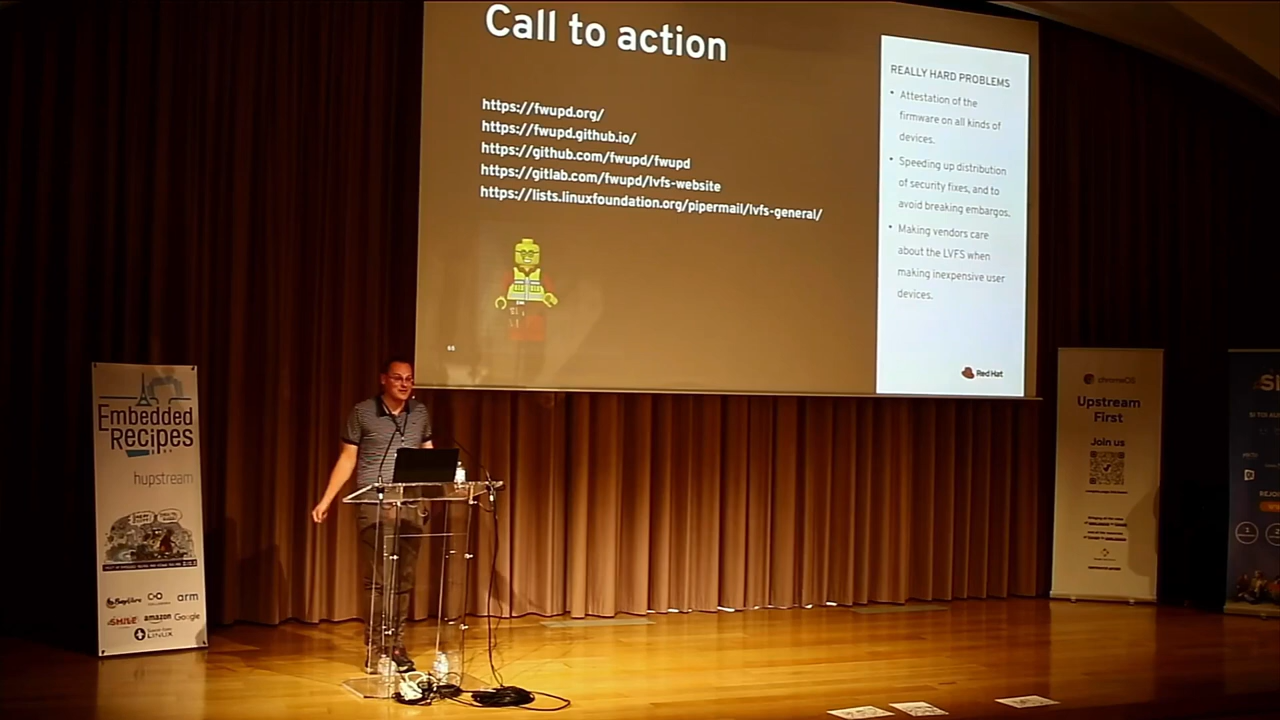 Call to action
https://fwupd.org/
https://fwupd.github.io/
https://github.com/fwupd/fwupd
https://gitlab.com/fwupd/lvfs-website
https://lists.linuxfoundation.org/pipermail/lvfs-general/
REALLY HARD PROBLEMS
• Attestation of the
firmware on all kinds of
devices.
• Speeding up distribution
of security fixes, and to
avoid breaking embargos.
• Making vendors care
about the LVFS when
making inexpensive user
devices.
Red Hat
Embedded
Recipes
hupstream
arm
amazon Google
LINUX
chromeOS
Upstream
First
Join us